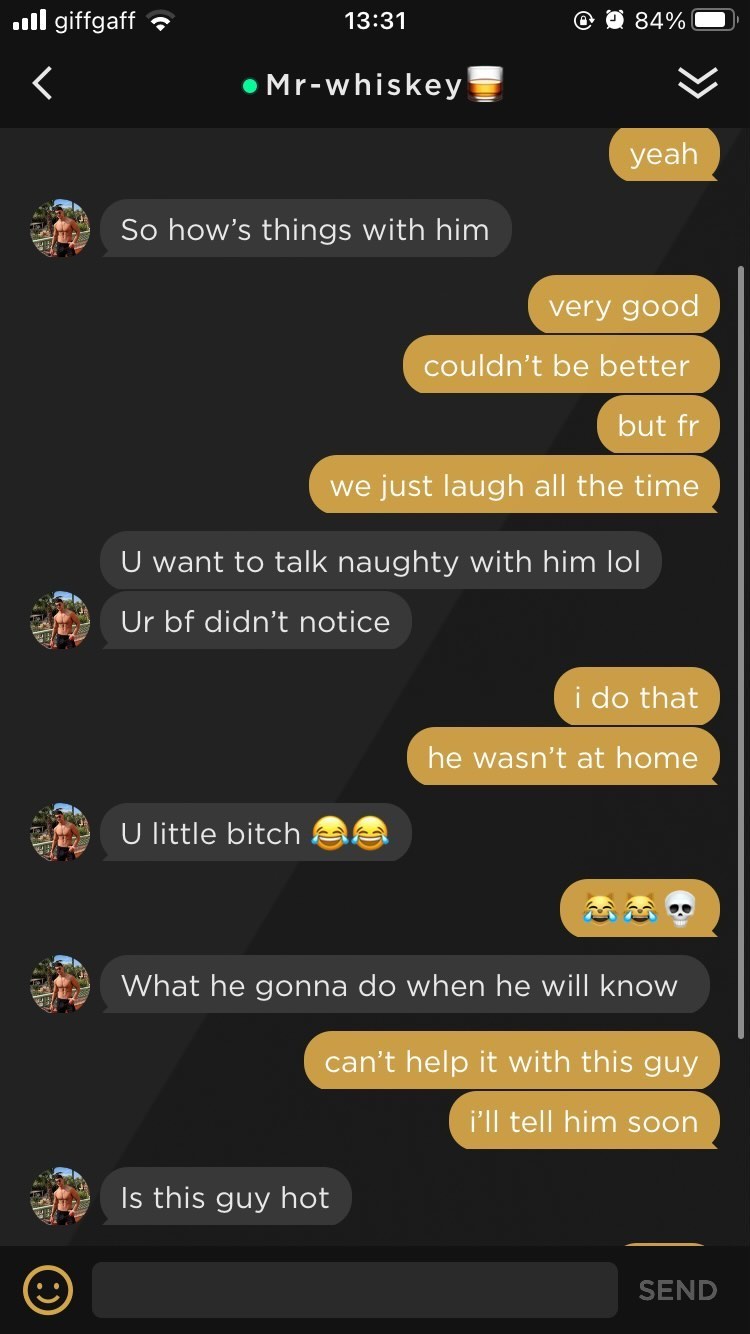 giffgaff 13:31 84%
Mr-whiskey🥃
yeah
So how's things with him
very good
couldn't be better
but fr
we just laugh all the time
U want to talk naughty with him lol
Ur bf didn't notice
i do that
he wasn't at home
U little bitch 😂😂
😹😹💀
What he gonna do when he will know
can't help it with this guy
i'll tell him soon
Is this guy hot
SEND